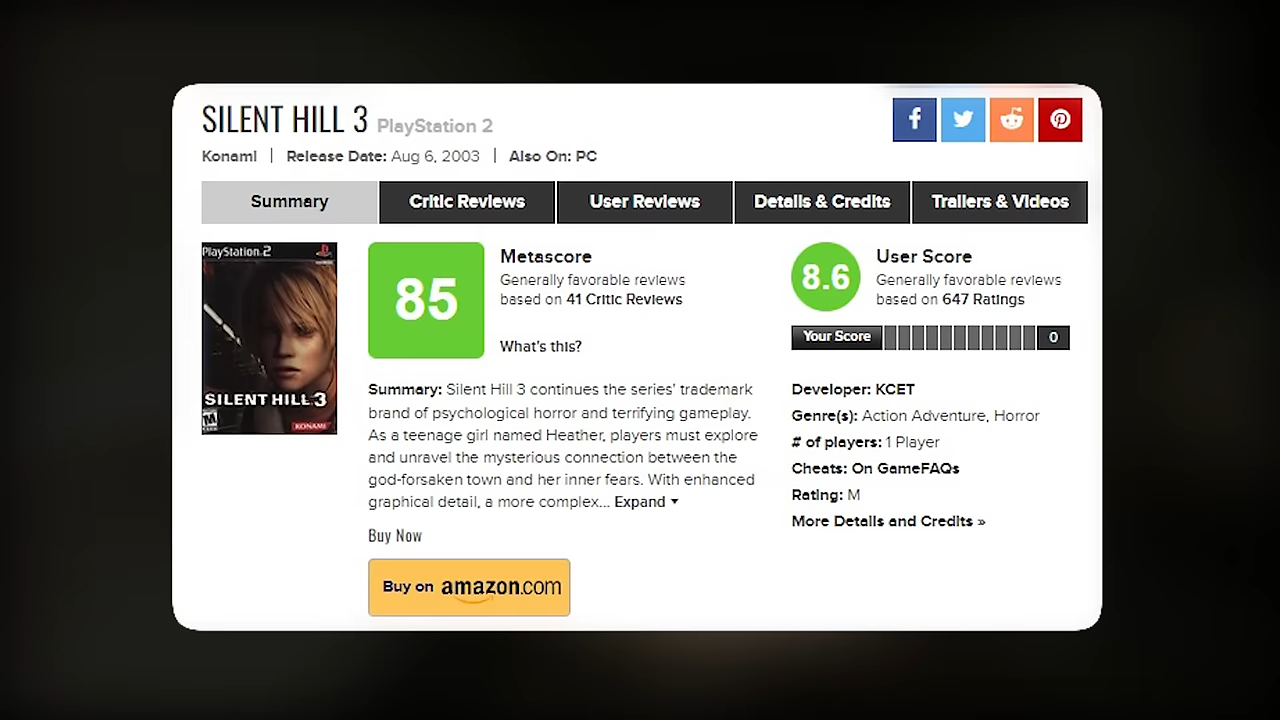 SILENT HILL 3 PlayStation 2
Konami | Release Date: Aug 6, 2003 | Also On: PC
Summary Critic Reviews User Reviews Details & Credits Trailers & Videos
PlayStation 2
SILENT HILL 3
M
KONAMI
85
Metascore
Generally favorable reviews
based on 41 Critic Reviews
What's this?
Summary: Silent Hill 3 continues the series' trademark
brand of psychological horror and terrifying gameplay.
As a teenage girl named Heather, players must explore
and unravel the mysterious connection between the
god-forsaken town and her inner fears. With enhanced
graphical detail, a more complex... Expand
Buy Now
Buy on amazon.com
8.6
User Score
Generally favorable reviews
based on 647 Ratings
Your Score 0
Developer: KCET
Genre(s): Action Adventure, Horror
# of players: 1 Player
Cheats: On GameFAQs
Rating: M
More Details and Credits »